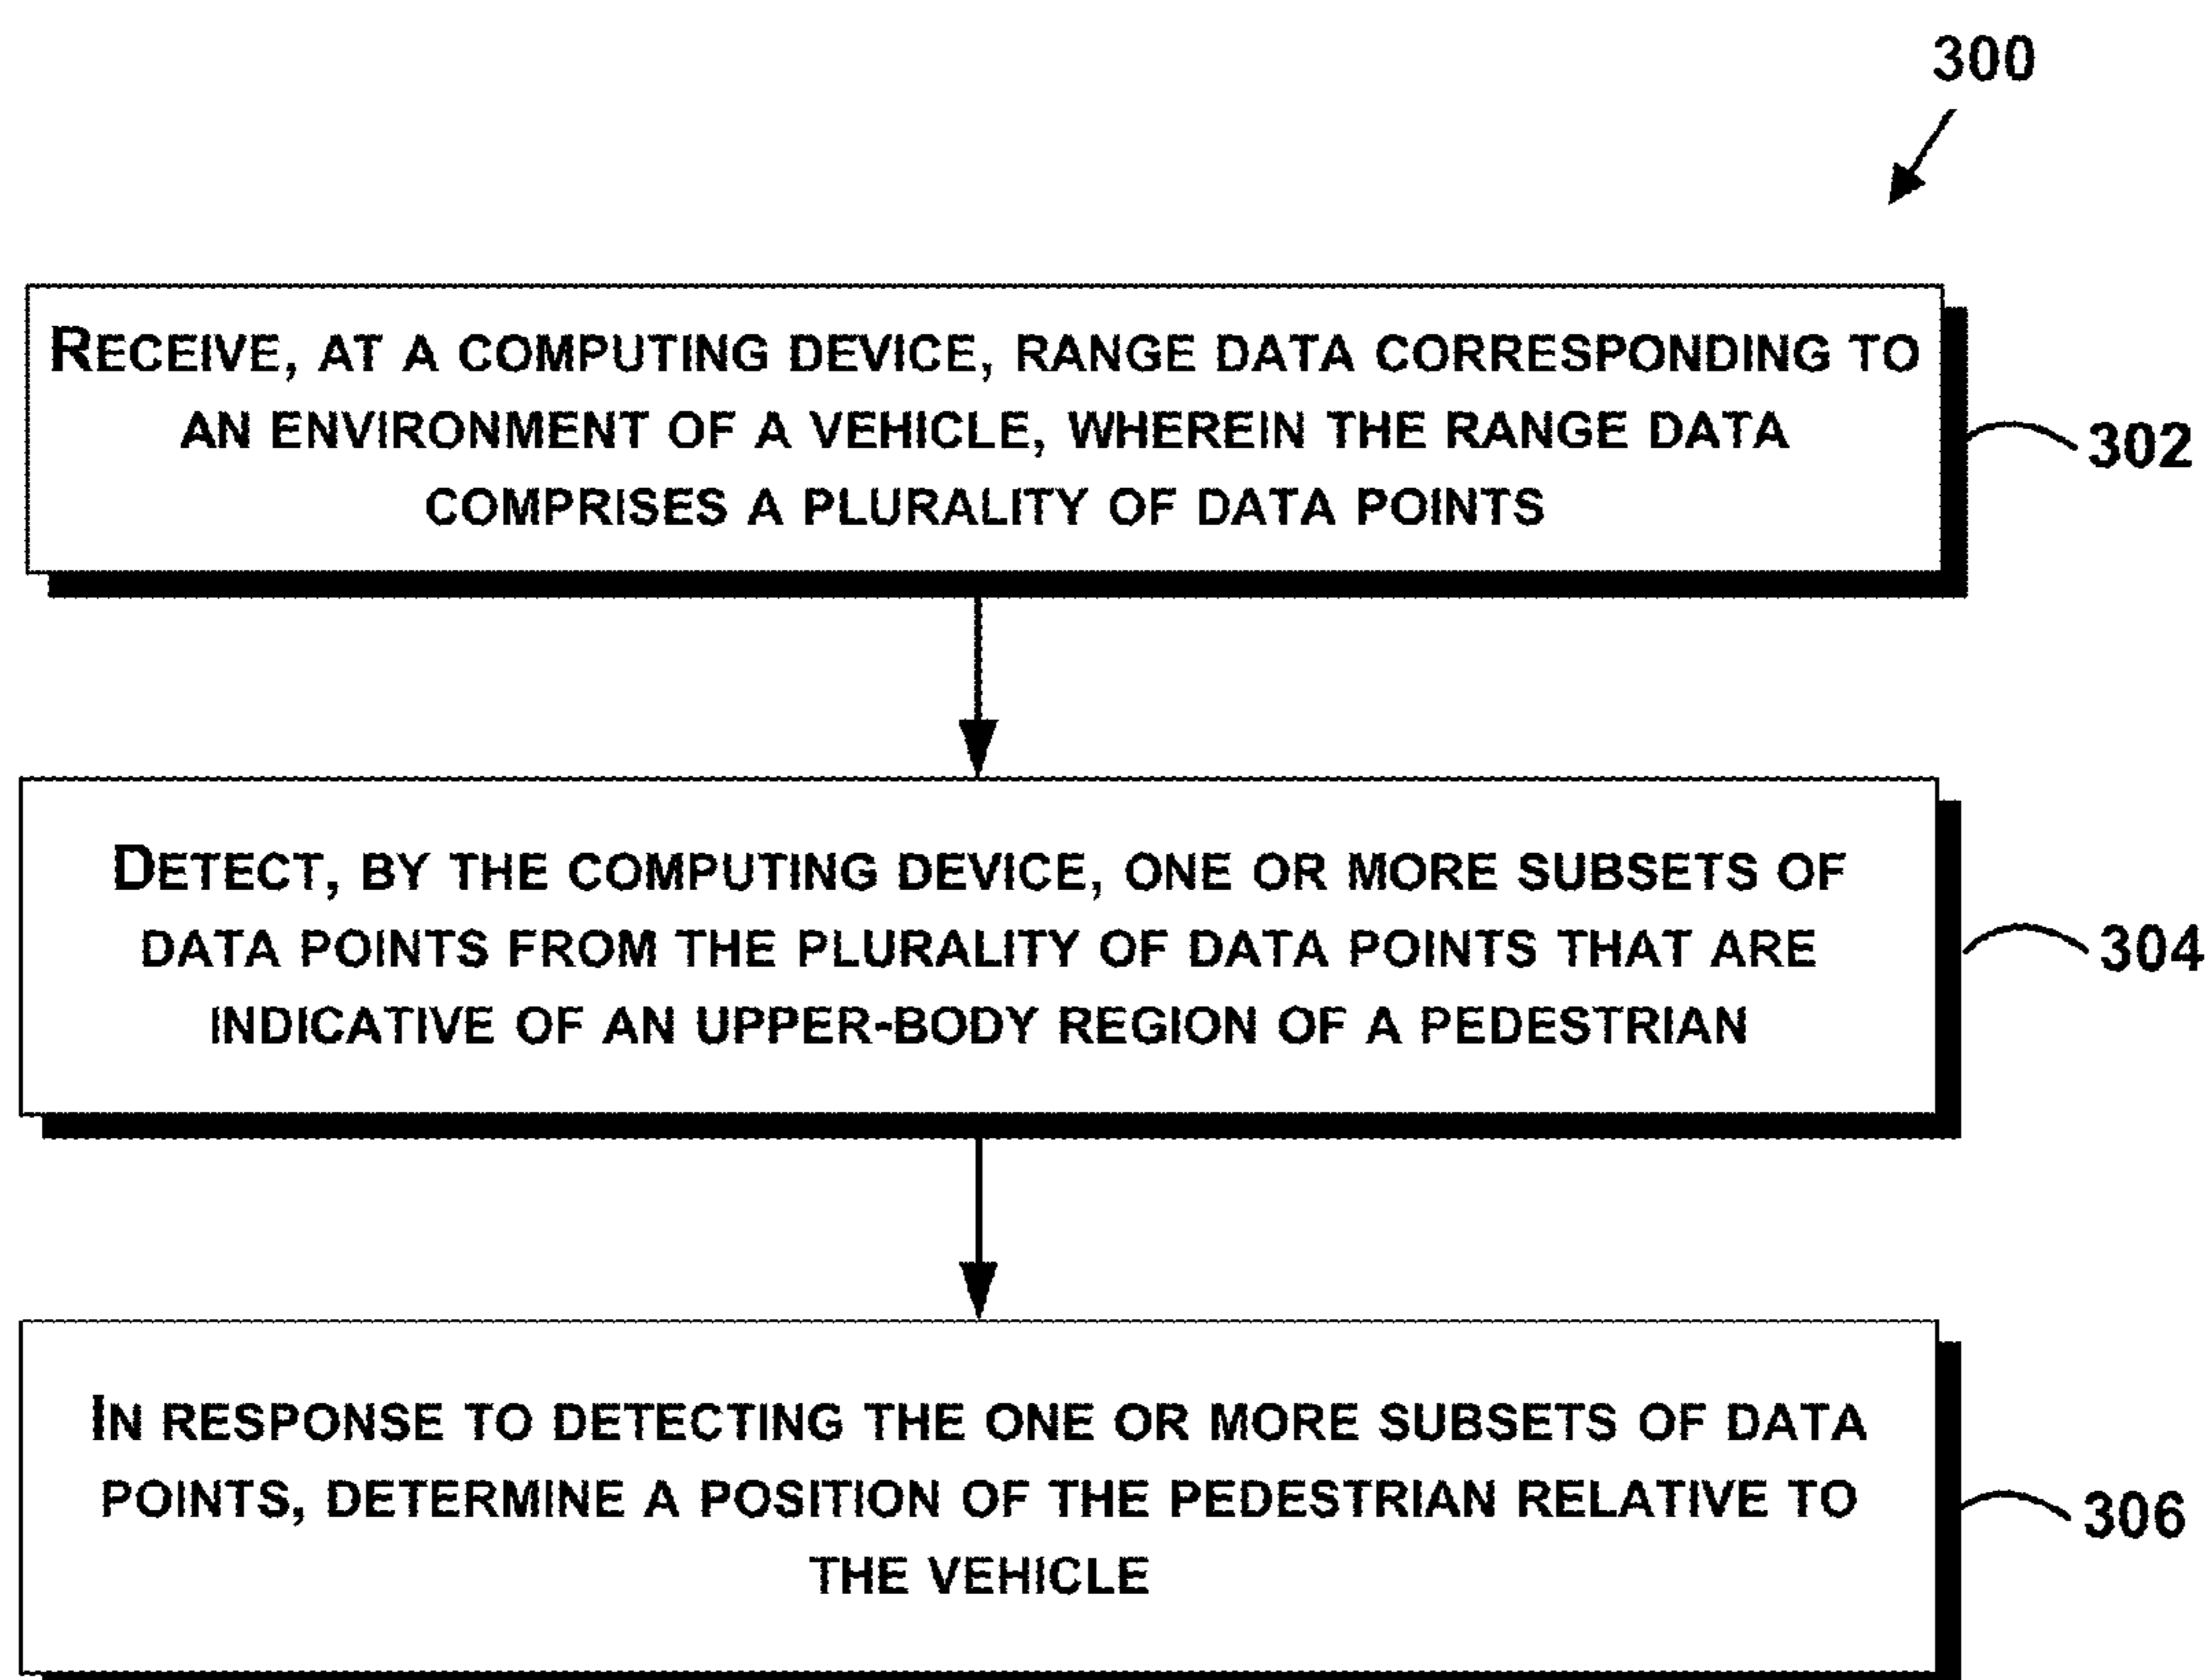 300
RECEIVE, AT A COMPUTING DEVICE, RANGE DATA CORRESPONDING TO
AN ENVIRONMENT OF A VEHICLE, WHEREIN THE RANGE DATA
COMPRISES A PLURALITY OF DATA POINTS
302
DETECT, BY THE COMPUTING DEVICE, ONE OR MORE SUBSETS OF
DATA POINTS FROM THE PLURALITY OF DATA POINTS THAT ARE
INDICATIVE OF AN UPPER-BODY REGION OF A PEDESTRIAN
304
IN RESPONSE TO DETECTING THE ONE OR MORE SUBSETS OF DATA
POINTS, DETERMINE A POSITION OF THE PEDESTRIAN RELATIVE TO
THE VEHICLE
306